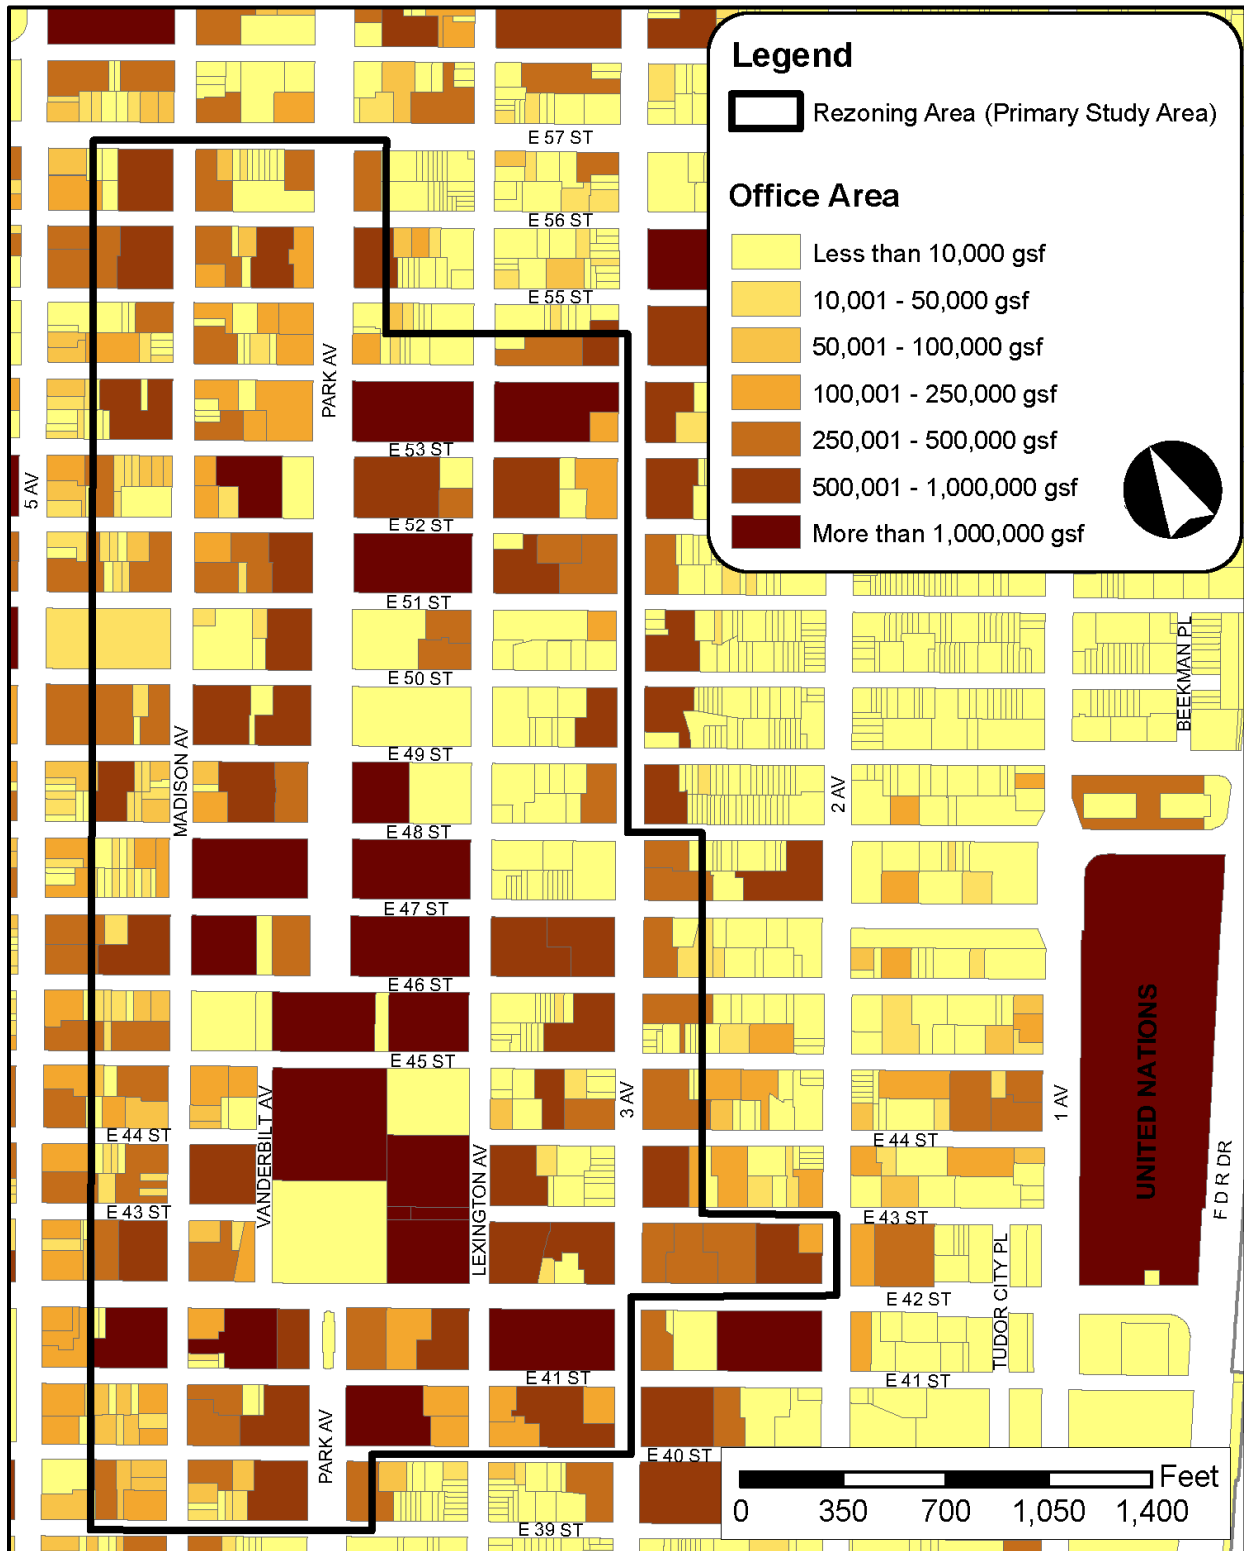 Legend
Rezoning Area (Primary Study Area)
Office Area
Less than 10,000 gsf
10,001 - 50,000 gsf
50,001 - 100,000 gsf
100,001 - 250,000 gsf
250,001 - 500,000 gsf
500,001 - 1,000,000 gsf
More than 1,000,000 gsf
E 57 ST
E 56 ST
E 55 ST
PARK AV
E 53 ST
5 AV
E 52 ST
E 51 ST
E 50 ST
BEEKMAN PL
E 49 ST
MADISON AV
2 AV
E 48 ST
E 47 ST
E 46 ST
E 45 ST
UNITED NATIONS
3 AV
1 AV
VANDERBILT AV
E 44 ST
E 44 ST
LEXINGTON AV
F D R DR
E 43 ST
E 43 ST
TUDOR CITY PL
E 42 ST
E 41 ST
E 41 ST
PARK AV
E 40 ST
E 39 ST
Feet
0 350 700 1,050 1,400